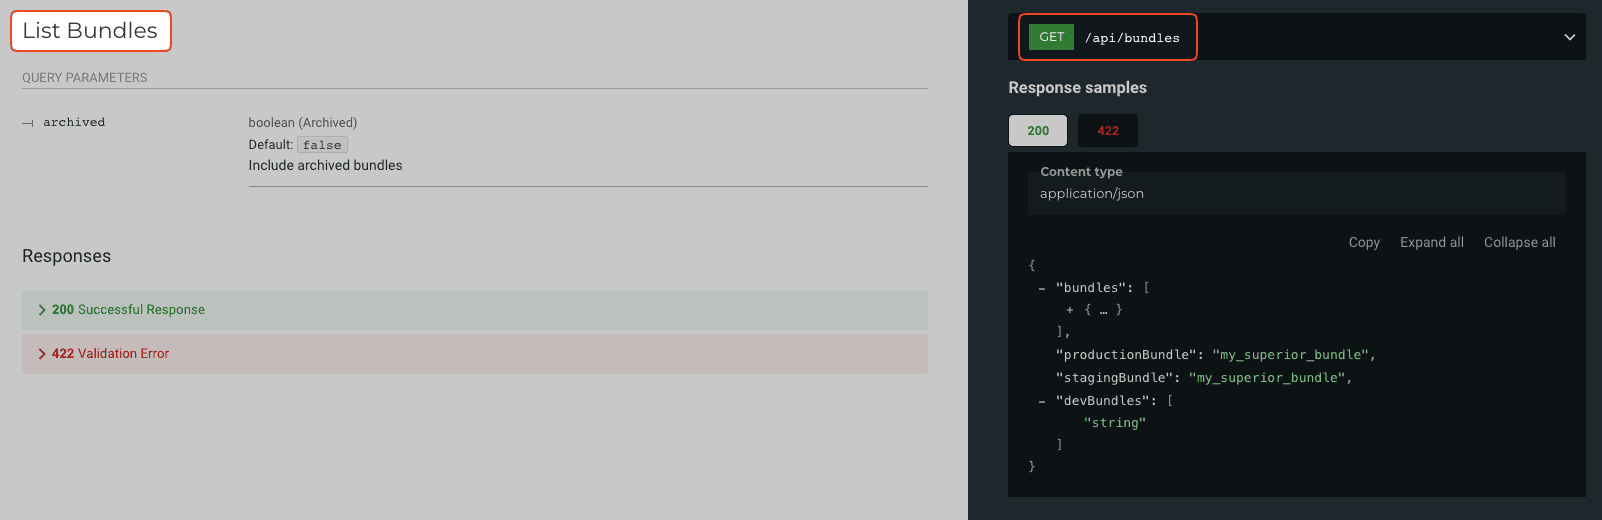 List Bundles
QUERY PARAMETERS
archived
boolean (Archived)
Default: false
Include archived bundles
Responses
200 Successful Response
422 Validation Error
GET /api/bundles
Response samples
200 422
Content type
application/json
Copy Expand all Collapse all
{
- "bundles": [
+ { … }
],
"productionBundle": "my_superior_bundle",
"stagingBundle": "my_superior_bundle",
- "devBundles": [
"string"
]
}